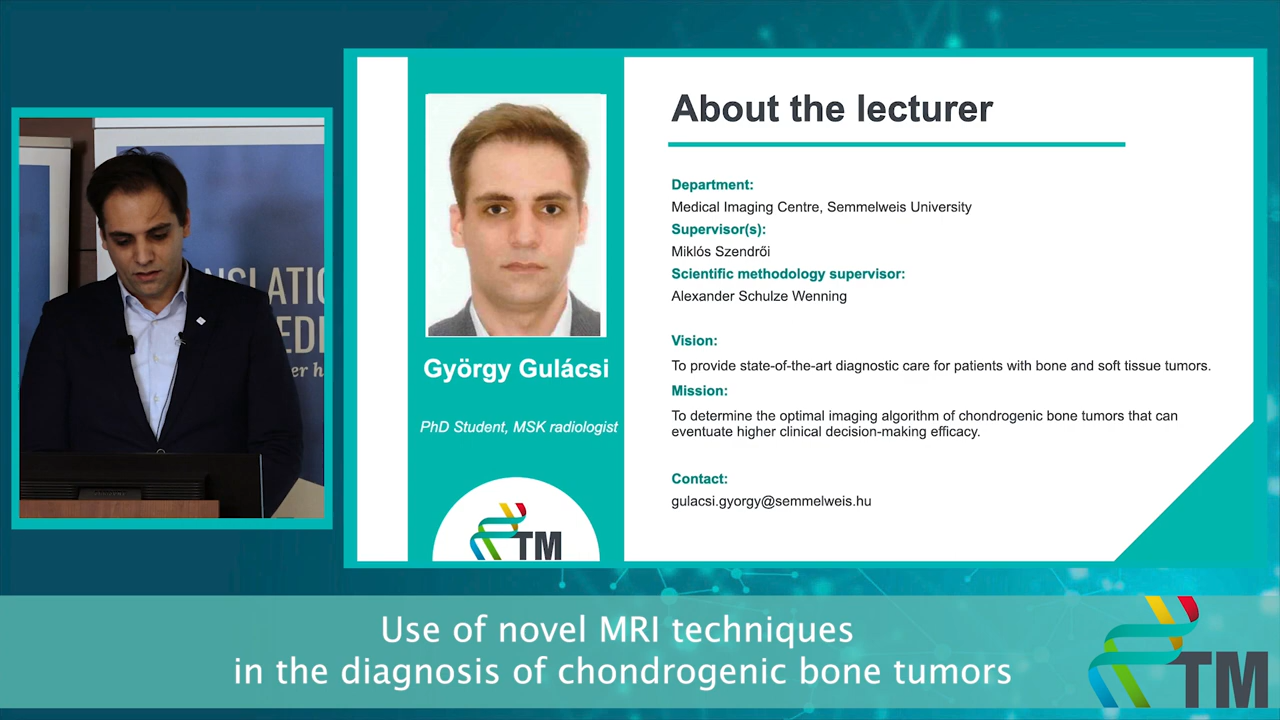 About the lecturer
Department:
Medical Imaging Centre, Semmelweis University
Supervisor(s):
Miklós Szendrői
Scientific methodology supervisor:
Alexander Schulze Wenning
Vision:
To provide state-of-the-art diagnostic care for patients with bone and soft tissue tumors.
Mission:
To determine the optimal imaging algorithm of chondrogenic bone tumors that can
eventuate higher clinical decision-making efficacy.
Contact:
gulacsi.gyorgy@semmelweis.hu
György Gulácsi
PhD Student, MSK radiologist
TM
Use of novel MRI techniques
in the diagnosis of chondrogenic bone tumors
TM